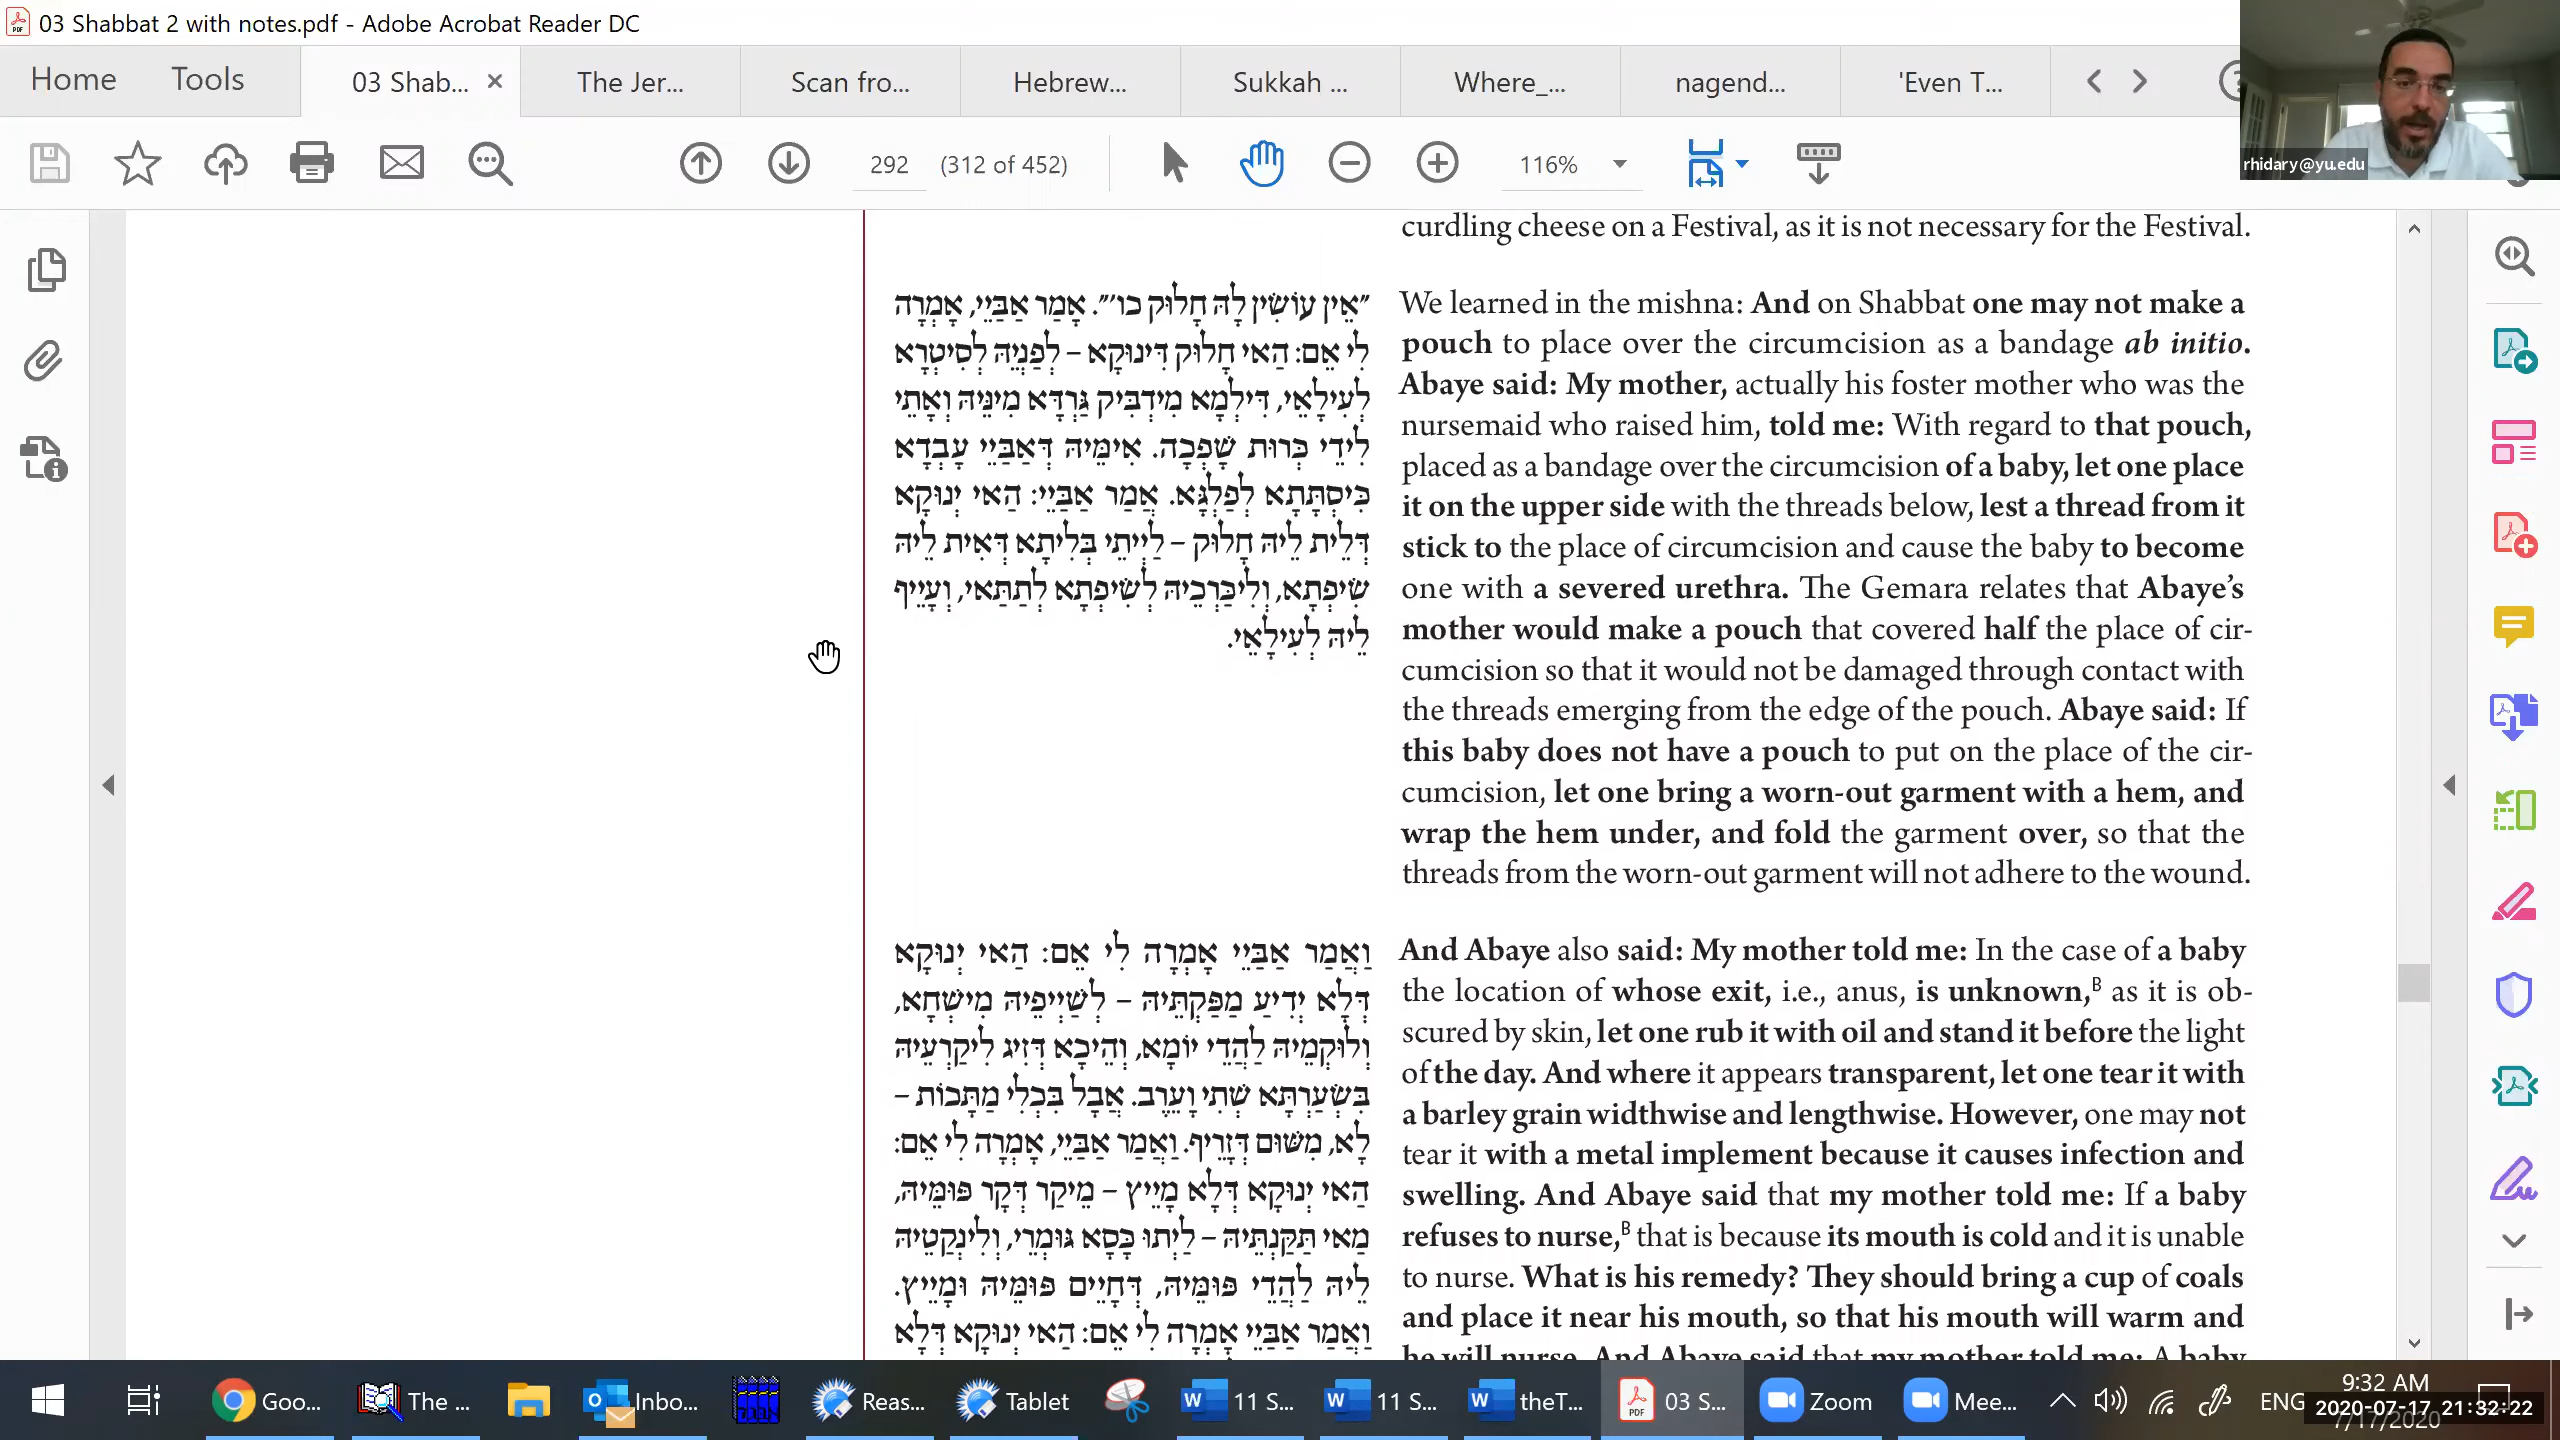 03 Shabbat 2 with notes.pdf - Adobe Acrobat Reader DC
Home Tools 03 Shab... The Jer... Scan fro... Hebrew... Sukkah ... Where_... nagend... 'Even T...
292 (312 of 452) 116%
rhidary@yu.edu
curdling cheese on a Festival, as it is not necessary for the Festival.
״אֵין עוֹשִׂין לָהּ חָלוּק כו׳״. אָמַר אַבַּיֵי, אָמְרָה
לִי אֵם: הַאי חָלוּק דִּינוּקָא – לְפַנְיֵהּ לְסִיטְרָא
לְעִילָאֵי, דִּילְמָא מִידְבִּיק גַּרְדָּא מִינֵּיהּ וְאָתֵי
לִידֵי כְּרוּת שָׁפְכָה. אִימֵּיהּ דְּאַבַּיֵי עָבְדָא
כִּיסְתָּתָא לְפַלְגָּא. אֲמַר אַבַּיֵי: הַאי יְנוּקָא
דְּלֵית לֵיהּ חָלוּק – לַיְיתֵי בְּלִיתָא דְּאִית לֵיהּ
שִׂיפְתָא, וְלִיכַּרְכֵיהּ לְשִׂיפְתָא לְתַתַּאי, וְעָיֵיף
לֵיהּ לְעִילָאֵי.
We learned in the mishna: And on Shabbat one may not make a
pouch to place over the circumcision as a bandage ab initio.
Abaye said: My mother, actually his foster mother who was the
nursemaid who raised him, told me: With regard to that pouch,
placed as a bandage over the circumcision of a baby, let one place
it on the upper side with the threads below, lest a thread from it
stick to the place of circumcision and cause the baby to become
one with a severed urethra. The Gemara relates that Abaye's
mother would make a pouch that covered half the place of cir-
cumcision so that it would not be damaged through contact with
the threads emerging from the edge of the pouch. Abaye said: If
this baby does not have a pouch to put on the place of the cir-
cumcision, let one bring a worn-out garment with a hem, and
wrap the hem under, and fold the garment over, so that the
threads from the worn-out garment will not adhere to the wound.
וַאֲמַר אַבַּיֵי אָמְרָה לִי אֵם: הַאי יְנוּקָא
דְּלָא יְדִיעַ מַפַּקְתֵּיהּ – לְשַׁיְיפֵיהּ מִישְׁחָא,
וְלוּקְמֵיהּ לַהֲדֵי יוֹמָא, וְהֵיכָא דְּזִיג לִיקְרְעֵיהּ
בִּשְׂעַרְתָּא שְׁתִי וָעֵרֶב. אֲבָל בִּכְלִי מַתָּכוֹת –
לָא, מִשּׁוּם דְּזָרֵיף. וַאֲמַר אַבַּיֵי, אָמְרָה לִי אֵם:
הַאי יְנוּקָא דְּלָא מָיֵיץ – מֵיקַר דְּקָר פּוּמֵּיהּ,
מַאי תַּקַּנְתֵּיהּ – לַיְתוּ כָּסָא גּוּמְרֵי, וְלִינְקְטֵיהּ
לֵיהּ לַהֲדֵי פּוּמֵּיהּ, דְּחָיֵים פּוּמֵּיהּ וּמָיֵיץ.
וַאֲמַר אַבַּיֵי אָמְרָה לִי אֵם: הַאי יְנוּקָא דְּלָא
And Abaye also said: My mother told me: In the case of a baby
the location of whose exit, i.e., anus, is unknown,B as it is ob-
scured by skin, let one rub it with oil and stand it before the light
of the day. And where it appears transparent, let one tear it with
a barley grain widthwise and lengthwise. However, one may not
tear it with a metal implement because it causes infection and
swelling. And Abaye said that my mother told me: If a baby
refuses to nurse,B that is because its mouth is cold and it is unable
to nurse. What is his remedy? They should bring a cup of coals
and place it near his mouth, so that his mouth will warm and
he will nurse. And Abaye said that my mother told me: A baby
Goo... The ... Inbo... Reas... Tablet 11 S... 11 S... theT... 03 S... Zoom Mee... ENG 9:32 AM
2020-07-17 21:32:22
7/17/2020